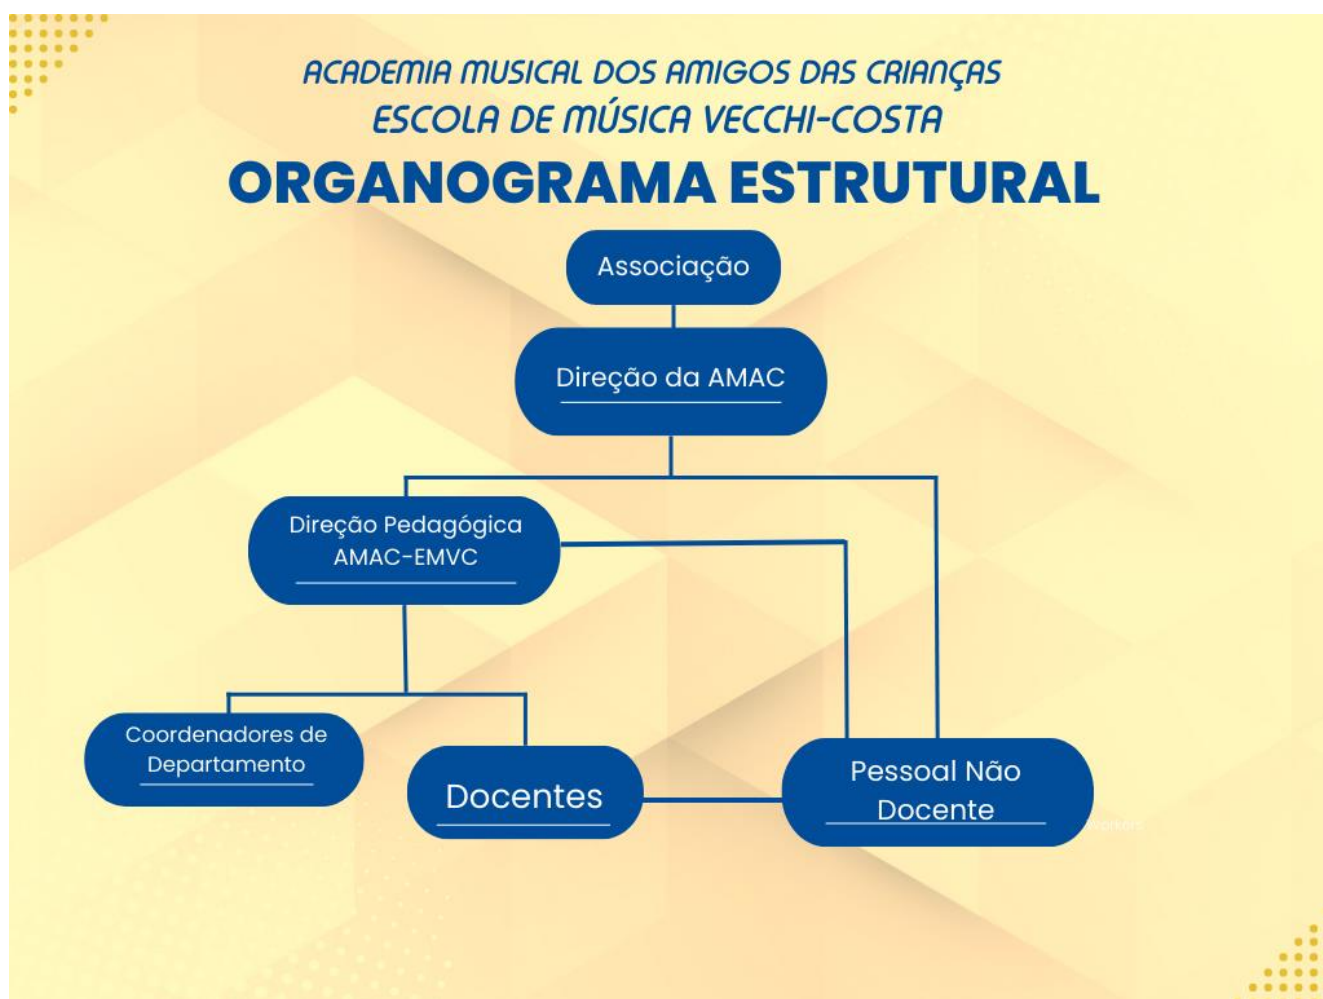 ACADEMIA MUSICAL DOS AMIGOS DAS CRIANÇAS
ESCOLA DE MÚSICA VECCHI-COSTA
ORGANOGRAMA ESTRUTURAL
Associação
Direção da AMAC
Direção Pedagógica
AMAC-EMVC
Coordenadores de
Departamento
Docentes
Pessoal Não
Docente